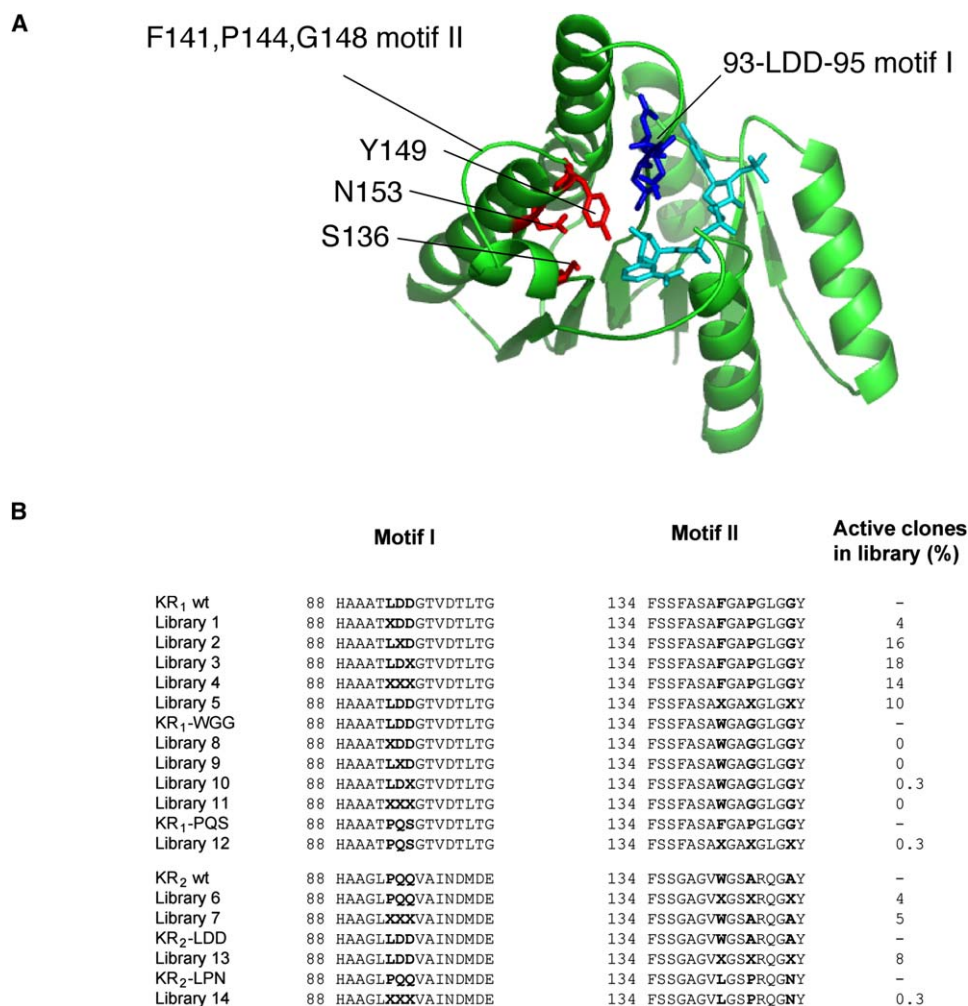 A
F141,P144,G148 motif II
93-LDD-95 motif I
Y149
N153
S136
B
Motif I Motif II Active clones in library (%)
KR1 wt 88 HAAATLDDGTVDTLTG 134 FSSFASAFGAPGLGGY –
Library 1 88 HAAATXDDGTVDTLTG 134 FSSFASAFGAPGLGGY 4
Library 2 88 HAAATLXDGTVDTLTG 134 FSSFASAFGAPGLGGY 16
Library 3 88 HAAATLDXGTVDTLTG 134 FSSFASAFGAPGLGGY 18
Library 4 88 HAAATXXXGTVDTLTG 134 FSSFASAFGAPGLGGY 14
Library 5 88 HAAATLDDGTVDTLTG 134 FSSFASAXGAXGLGXY 10
KR1-WGG 88 HAAATLDDGTVDTLTG 134 FSSFASAWGAGGLGGY –
Library 8 88 HAAATXDDGTVDTLTG 134 FSSFASAWGAGGLGGY 0
Library 9 88 HAAATLXDGTVDTLTG 134 FSSFASAWGAGGLGGY 0
Library 10 88 HAAATLDXGTVDTLTG 134 FSSFASAWGAGGLGGY 0.3
Library 11 88 HAAATXXXGTVDTLTG 134 FSSFASAWGAGGLGGY 0
KR1-PQS 88 HAAATPQSGTVDTLTG 134 FSSFASAFGAPGLGGY –
Library 12 88 HAAATPQSGTVDTLTG 134 FSSFASAXGAXGLGXY 0.3
KR2 wt 88 HAAGLPQQVAINDMDE 134 FSSGAGVWGSARQGAY –
Library 6 88 HAAGLPQQVAINDMDE 134 FSSGAGVXGSXRQGXY 4
Library 7 88 HAAGLXXXVAINDMDE 134 FSSGAGVWGSARQGAY 5
KR2-LDD 88 HAAGLLDDVAINDMDE 134 FSSGAGVWGSARQGAY –
Library 13 88 HAAGLLDDVAINDMDE 134 FSSGAGVXGSXRQGXY 8
KR2-LPN 88 HAAGLPQQVAINDMDE 134 FSSGAGVLGSPRQGNY –
Library 14 88 HAAGLXXXVAINDMDE 134 FSSGAGVLGSPRQGNY 0.3